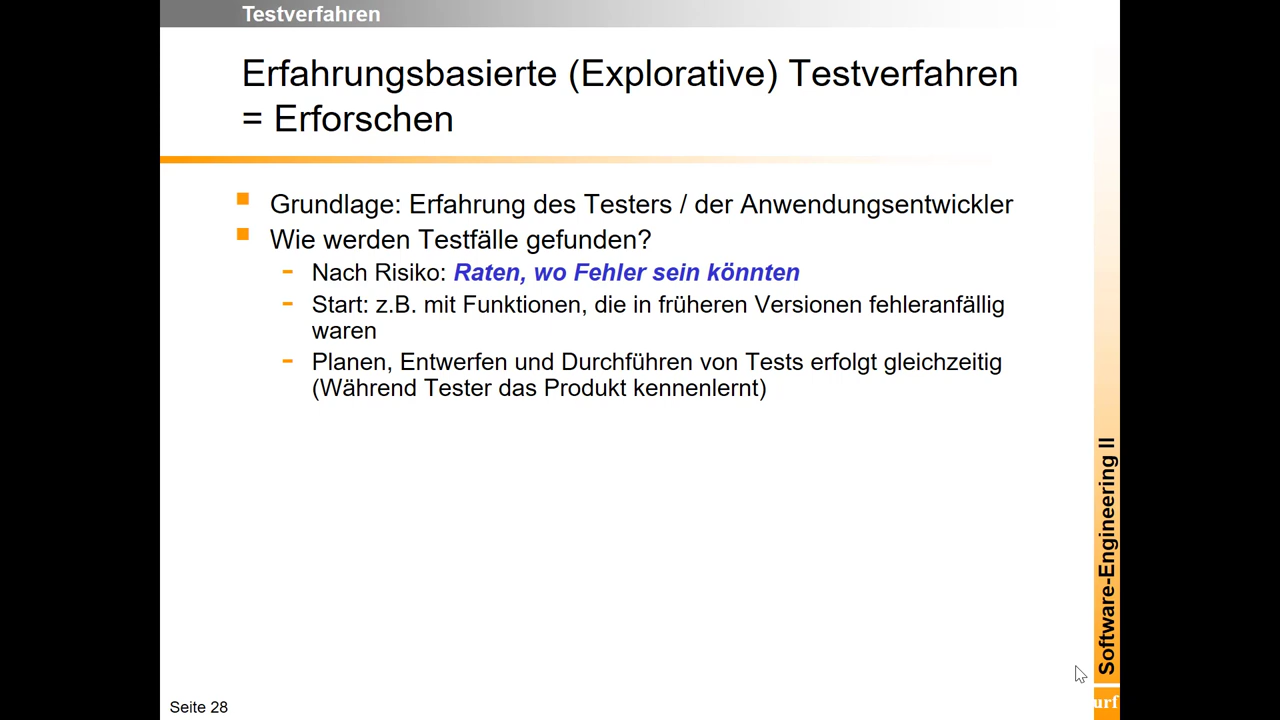 Testverfahren
Erfahrungsbasierte (Explorative) Testverfahren
= Erforschen
Grundlage: Erfahrung des Testers / der Anwendungsentwickler
Wie werden Testfälle gefunden?
- Nach Risiko: Raten, wo Fehler sein könnten
- Start: z.B. mit Funktionen, die in früheren Versionen fehleranfällig
waren
- Planen, Entwerfen und Durchführen von Tests erfolgt gleichzeitig
(Während Tester das Produkt kennenlernt)
Software-Engineering II
urf
Seite 28